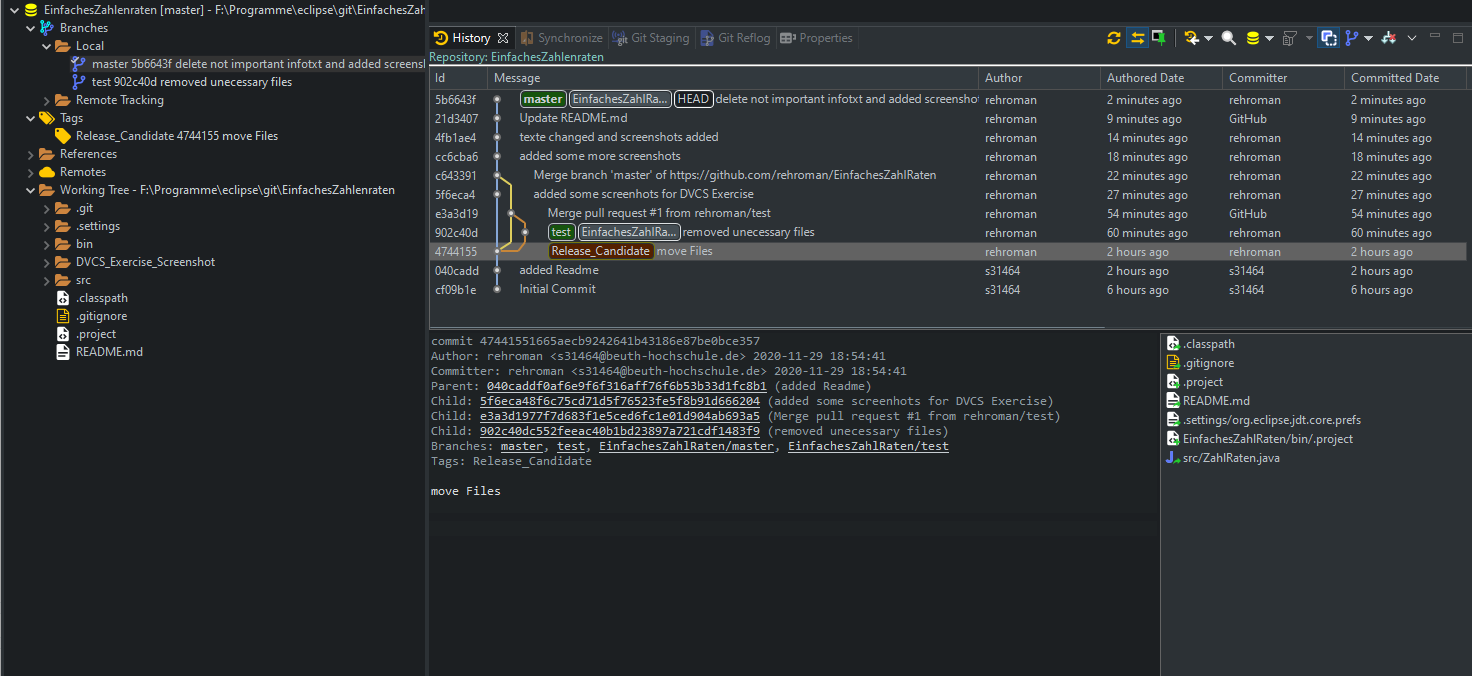 EinfachesZahlenraten [master] - F:\Programme\eclipse\git\EinfachesZah
Branches
Local
master 5b6643f delete not important infotxt and added screensh
test 902c40d removed unecessary files
Remote Tracking
Tags
Release_Candidate 4744155 move Files
References
Remotes
Working Tree - F:\Programme\eclipse\git\EinfachesZahlenraten
.git
.settings
bin
DVCS_Exercise_Screenshot
src
.classpath
.gitignore
.project
README.md
History Synchronize Git Staging Git Reflog Properties
Repository: EinfachesZahlenraten
Id Message Author Authored Date Committer Committed Date
5b6643f master EinfachesZahlRa... HEAD delete not important infotxt and added screenshot rehroman 2 minutes ago rehroman 2 minutes ago
21d3407 Update README.md rehroman 9 minutes ago GitHub 9 minutes ago
4fb1ae4 texte changed and screenshots added rehroman 14 minutes ago rehroman 14 minutes ago
cc6cba6 added some more screenshots rehroman 18 minutes ago rehroman 18 minutes ago
c643391 Merge branch 'master' of https://github.com/rehroman/EinfachesZahlRaten rehroman 22 minutes ago rehroman 22 minutes ago
5f6eca4 added some screenshots for DVCS Exercise rehroman 27 minutes ago rehroman 27 minutes ago
e3a3d19 Merge pull request #1 from rehroman/test rehroman 54 minutes ago GitHub 54 minutes ago
902c40d test EinfachesZahlRa... removed unecessary files rehroman 60 minutes ago rehroman 60 minutes ago
4744155 Release_Candidate move Files rehroman 2 hours ago rehroman 2 hours ago
040cadd added Readme s31464 2 hours ago s31464 2 hours ago
cf09b1e Initial Commit s31464 6 hours ago s31464 6 hours ago
commit 47441551665aecb9242641b43186e87be0bce357
Author: rehroman <s31464@beuth-hochschule.de> 2020-11-29 18:54:41
Committer: rehroman <s31464@beuth-hochschule.de> 2020-11-29 18:54:41
Parent: 040caddf0af6e9f6f316aff76f6b53b33d1fc8b1 (added Readme)
Child: 5f6eca48f6c75cd71d5f76523fe5f8b91d666204 (added some screenshots for DVCS Exercise)
Child: e3a3d1977f7d683f1e5ced6fc1e01d904ab693a5 (Merge pull request #1 from rehroman/test)
Child: 902c40dc552feeac40b1bd23897a721cdf1483f9 (removed unecessary files)
Branches: master, test, EinfachesZahlRaten/master, EinfachesZahlRaten/test
Tags: Release_Candidate
move Files
.classpath
.gitignore
.project
README.md
.settings/org.eclipse.jdt.core.prefs
EinfachesZahlRaten/bin/.project
src/ZahlRaten.java